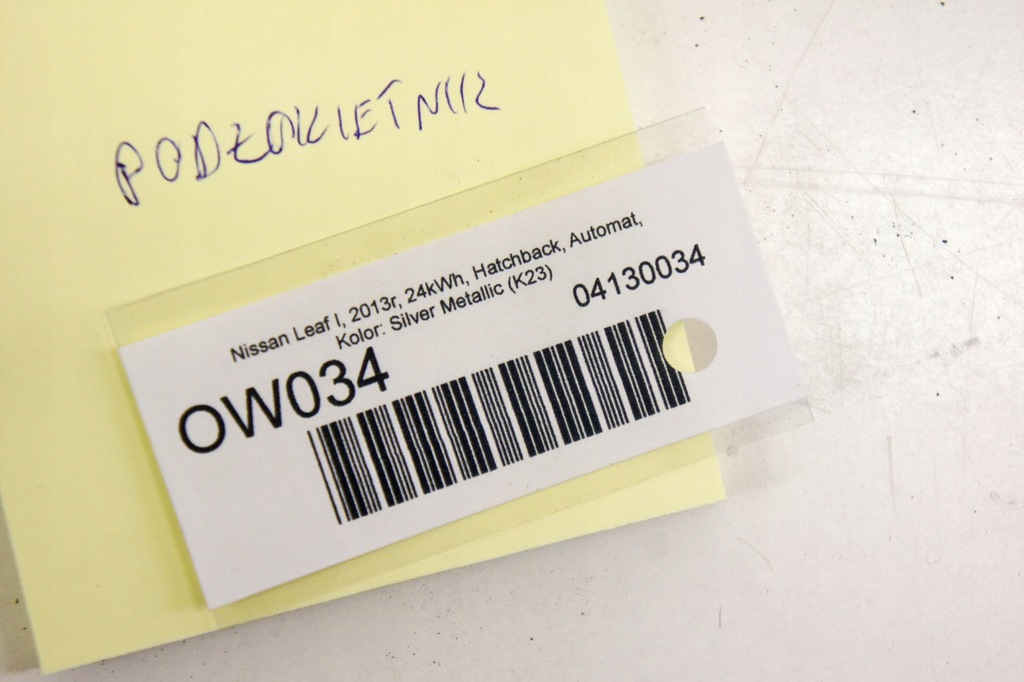 PODŁOKIETNIK
Nissan Leaf I, 2013r, 24kWh, Hatchback, Automat,
Kolor: Silver Metallic (K23)
04130034
OW034